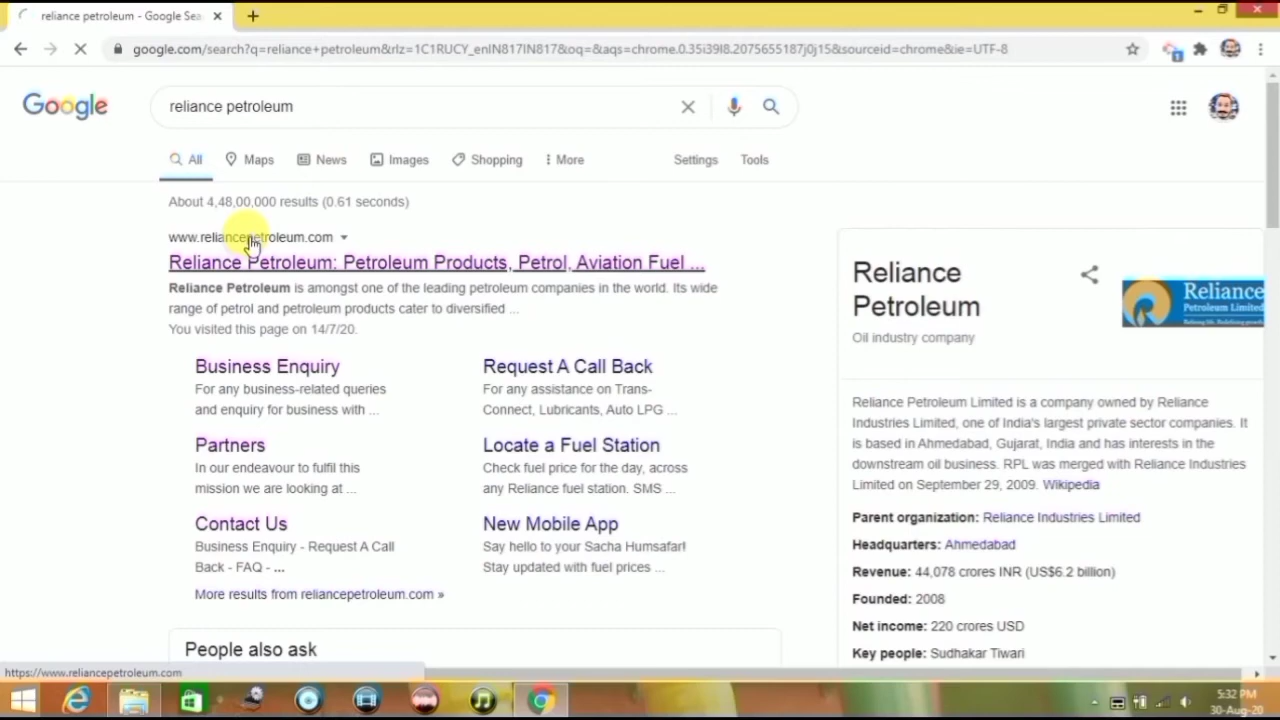 reliance petroleum - Google Sea
google.com/search?q=reliance+petroleum&rlz=1C1RUCY_enIN817IN817&oq=&aqs=chrome.0.35i39l8.2075655187j0j15&sourceid=chrome&ie=UTF-8
Google
reliance petroleum
All
Maps
News
Images
Shopping
More
Settings
Tools
About 4,48,00,000 results (0.61 seconds)
www.reliancepetroleum.com
Reliance Petroleum: Petroleum Products, Petrol, Aviation Fuel ...
Reliance Petroleum is amongst one of the leading petroleum companies in the world. Its wide
range of petrol and petroleum products cater to diversified ...
You visited this page on 14/7/20.
Business Enquiry
For any business-related queries
and enquiry for business with ...
Request A Call Back
For any assistance on Trans-
Connect, Lubricants, Auto LPG ...
Partners
In our endeavour to fulfil this
mission we are looking at ...
Locate a Fuel Station
Check fuel price for the day, across
any Reliance fuel station. SMS ...
Contact Us
Business Enquiry - Request A Call
Back - FAQ - ...
New Mobile App
Say hello to your Sacha Humsafar!
Stay updated with fuel prices ...
More results from reliancepetroleum.com »
People also ask
Reliance
Petroleum
Oil industry company
Reliance
Petroleum Limited
Reliance Petroleum Limited is a company owned by Reliance
Industries Limited, one of India's largest private sector companies. It
is based in Ahmedabad, Gujarat, India and has interests in the
downstream oil business. RPL was merged with Reliance Industries
Limited on September 29, 2009. Wikipedia
Parent organization: Reliance Industries Limited
Headquarters: Ahmedabad
Revenue: 44,078 crores INR (US$6.2 billion)
Founded: 2008
Net income: 220 crores USD
Key people: Sudhakar Tiwari
https://www.reliancepetroleum.com
5:32 PM
30-Aug-20